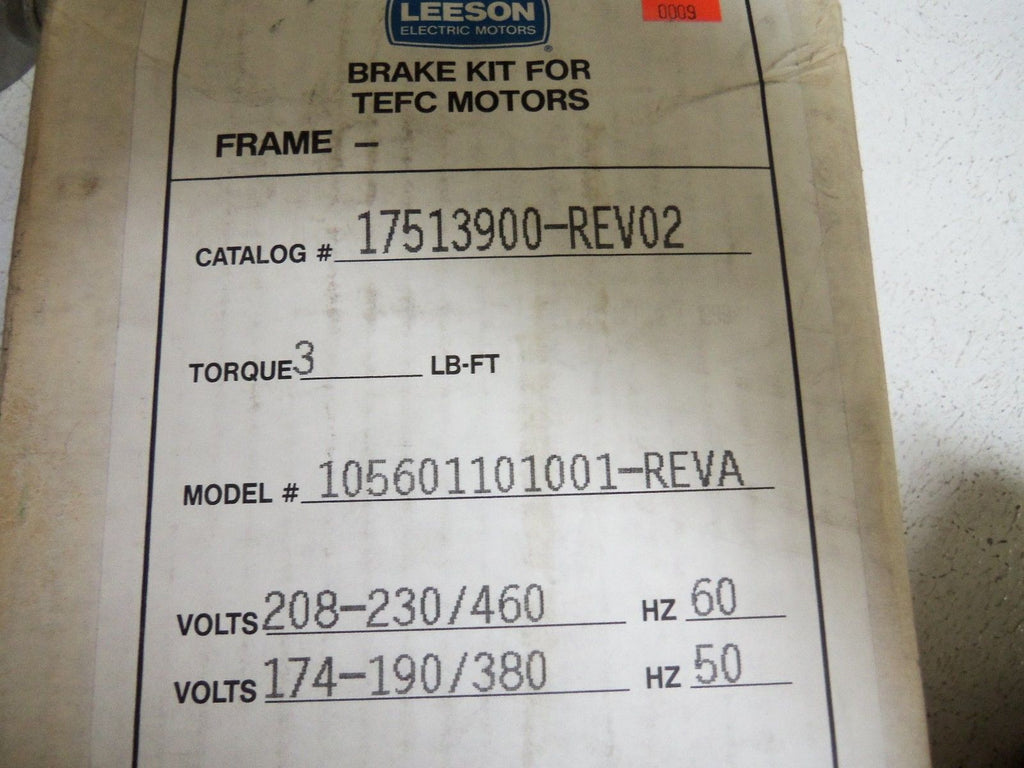 LEESON
ELECTRIC MOTORS
®
0009
BRAKE KIT FOR
TEFC MOTORS
FRAME –
CATALOG # 17513900-REV02
TORQUE 3 LB-FT
MODEL # 105601101001-REVA
VOLTS 208-230/460 HZ 60
VOLTS 174-190/380 HZ 50